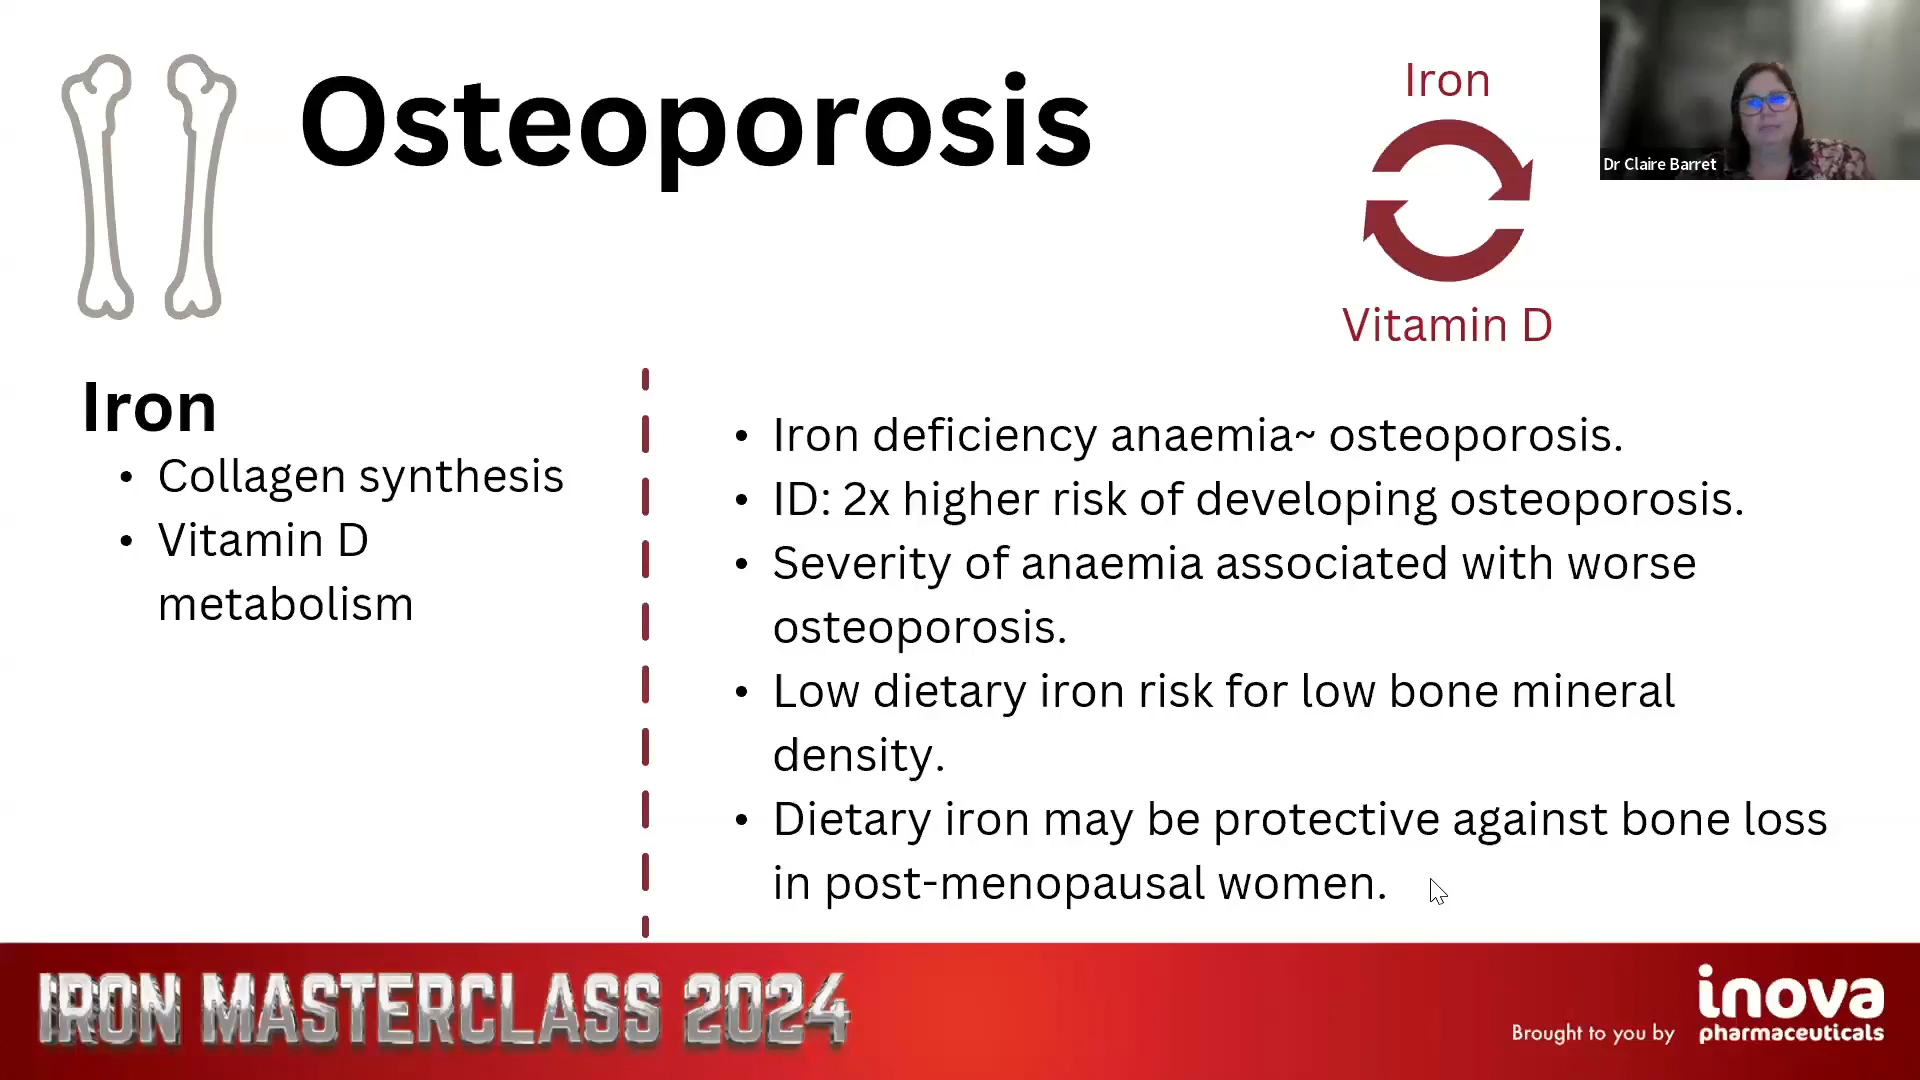 Osteoporosis
Iron
Vitamin D
Dr Claire Barret
Iron
• Collagen synthesis
• Vitamin D
metabolism
• Iron deficiency anaemia~ osteoporosis.
• ID: 2x higher risk of developing osteoporosis.
• Severity of anaemia associated with worse
osteoporosis.
• Low dietary iron risk for low bone mineral
density.
• Dietary iron may be protective against bone loss
in post-menopausal women.
IRON MASTERCLASS 2024
Brought to you by
inova
pharmaceuticals